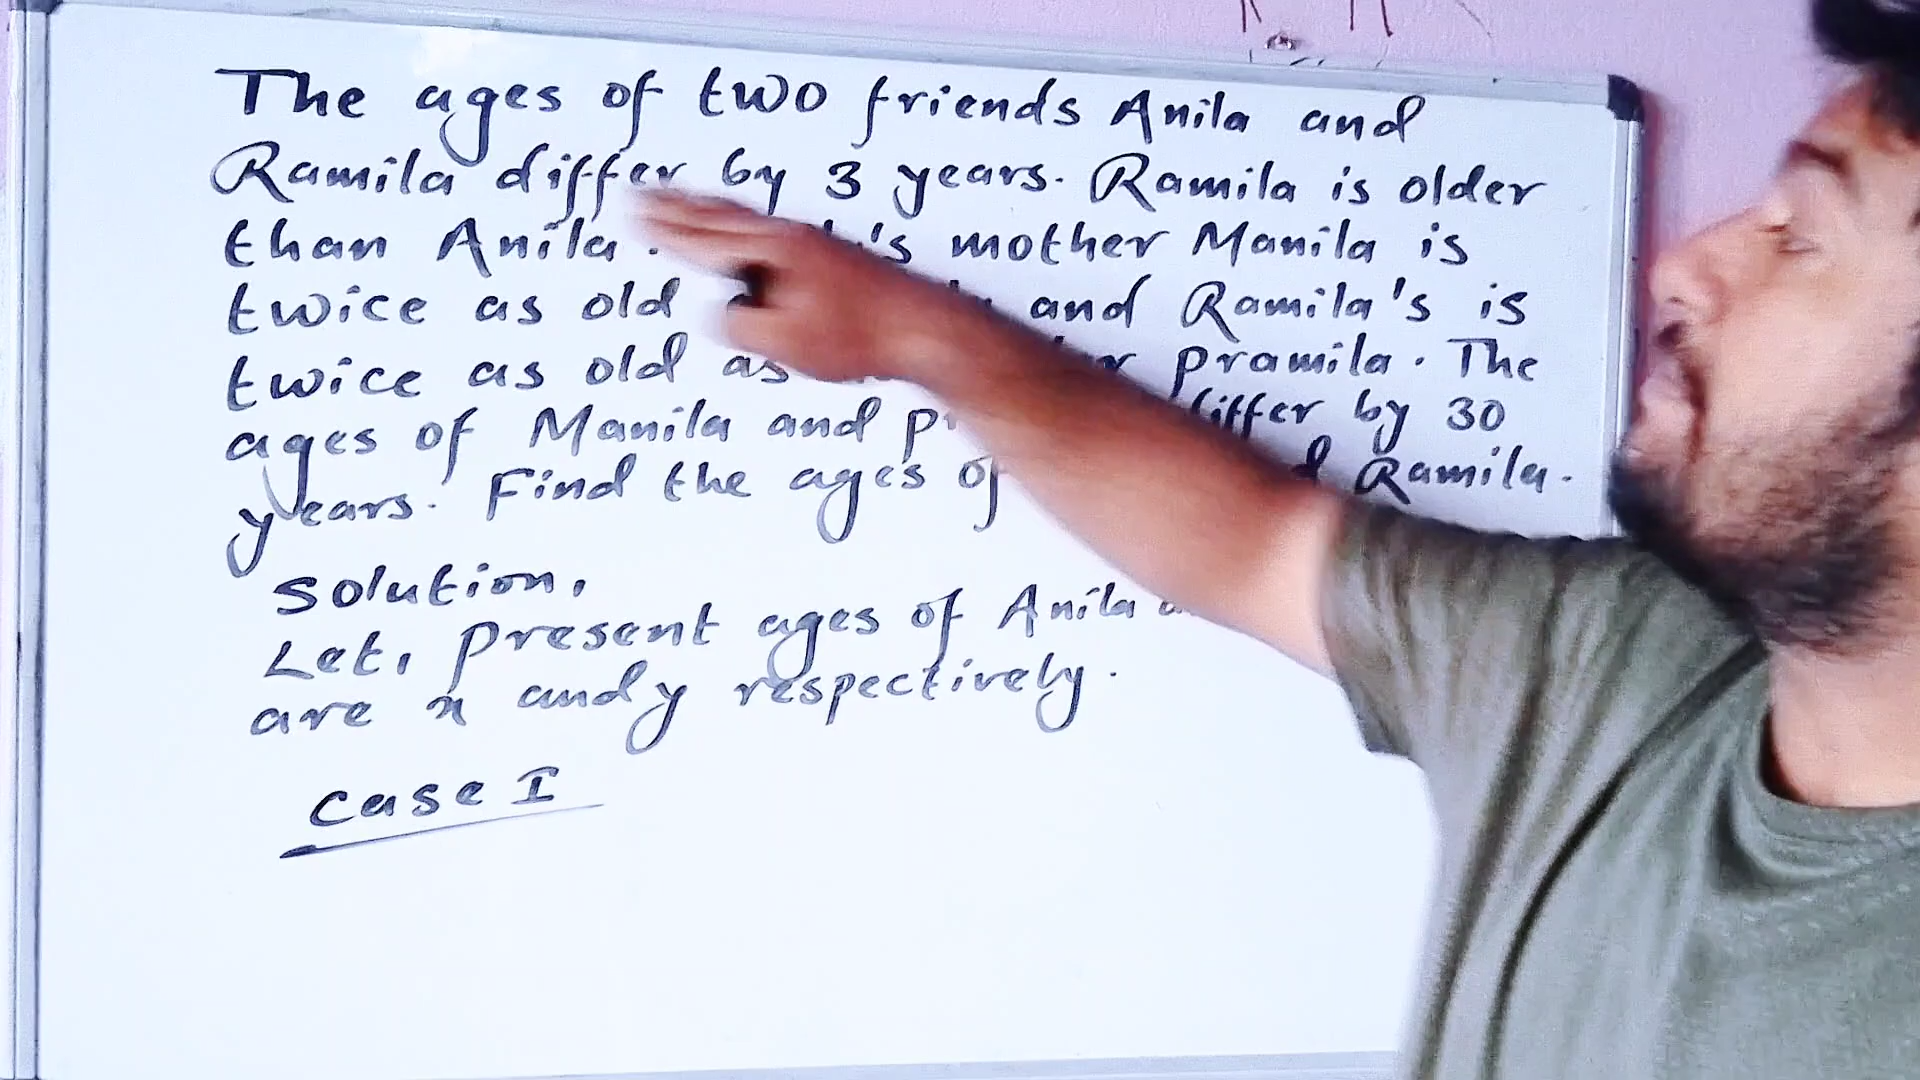 The ages of two friends Anila and
Ramila differ by 3 years. Ramila is older
than Anila. 's mother Manila is
twice as old and Ramila's is
twice as old as pramila. The
ages of Manila and differ by 30
years. Find the ages of Ramila.
Solution,
Let, Present ages of Anila
are x and y respectively.
case I